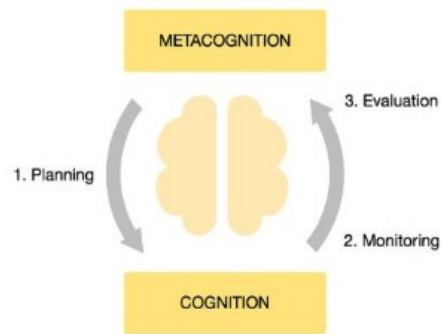 METACOGNITION
3. Evaluation
1. Planning
2. Monitoring
COGNITION